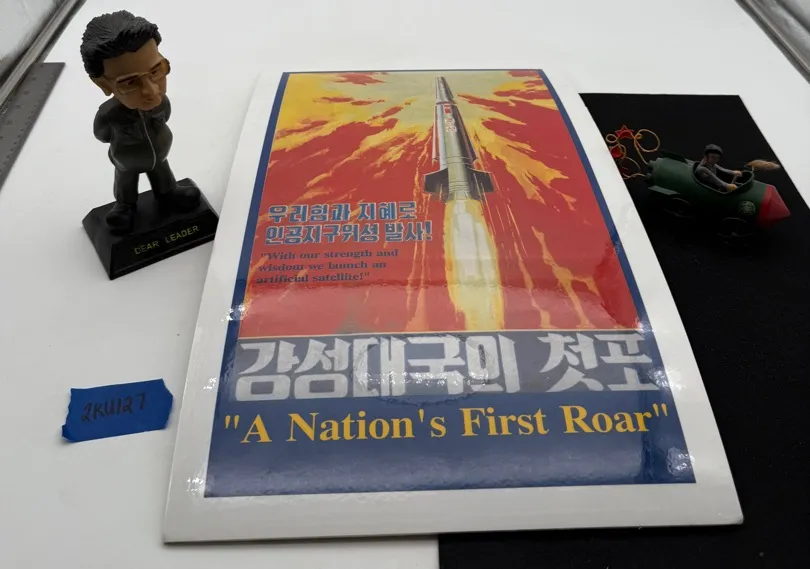 DEAR LEADER
우리힘과 지혜로
인공지구위성 발사!
"With our strength and
wisdom we launch an
artificial satellite!"
강성대국의 첫포
"A Nation's First Roar"
2KU127